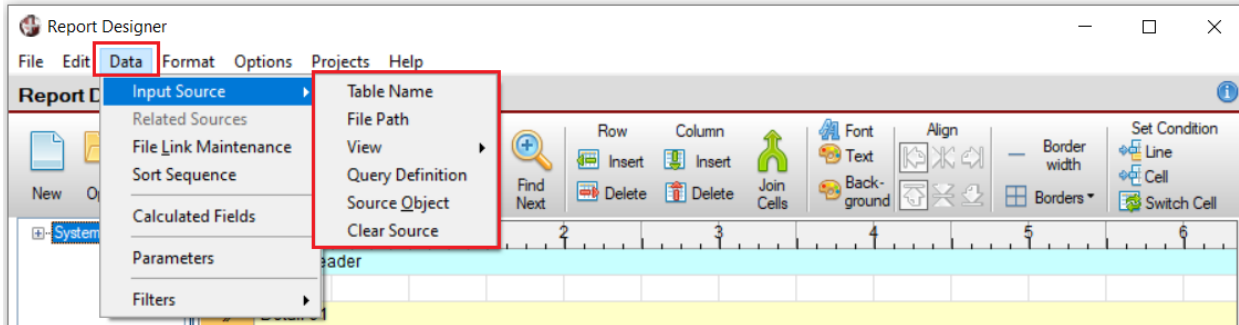 Report Designer
File Edit Data Format Options Projects Help
Report
Input Source
Related Sources
File Link Maintenance
Sort Sequence
Calculated Fields
Parameters
Filters
Table Name
File Path
View
Query Definition
Source Object
Clear Source
New
Find
Next
Row
Insert
Delete
Column
Insert
Delete
Join
Cells
Font
Text
Back-
ground
Align
Border
width
Borders
Set Condition
Line
Cell
Switch Cell
System
2 3 4 5 6